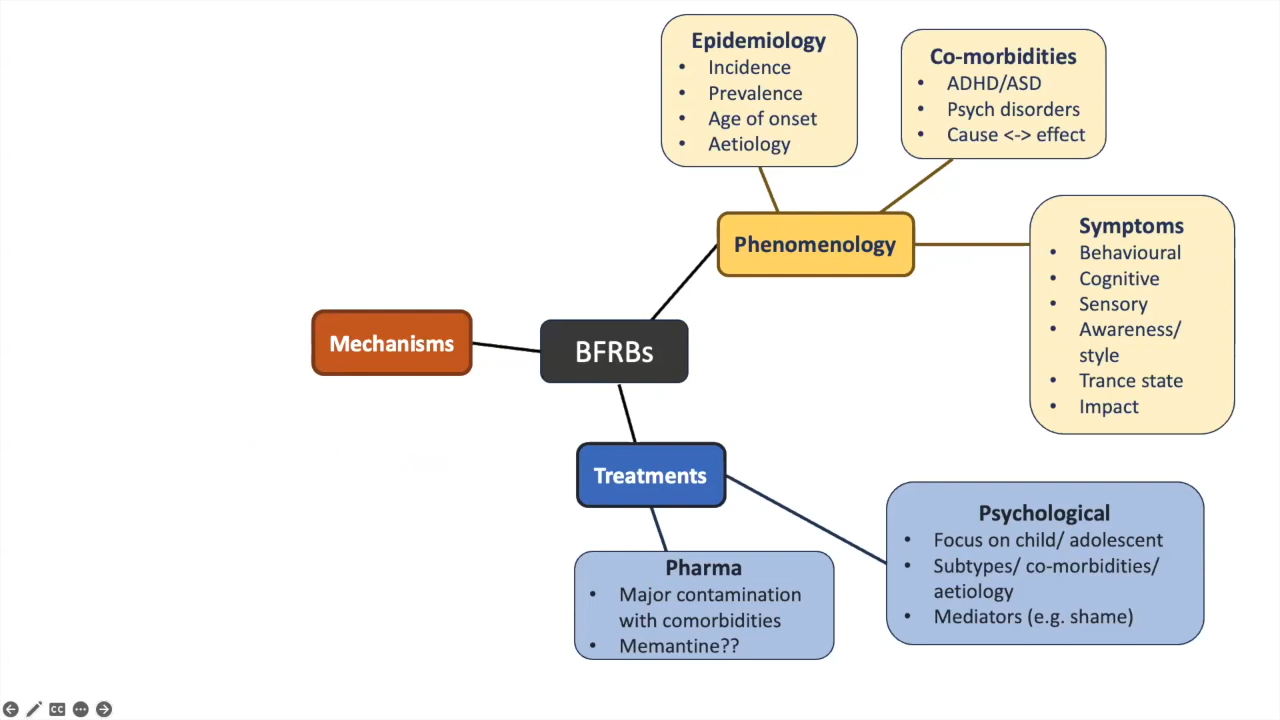 Epidemiology
• Incidence
• Prevalence
• Age of onset
• Aetiology
Co-morbidities
• ADHD/ASD
• Psych disorders
• Cause <-> effect
Phenomenology
Symptoms
• Behavioural
• Cognitive
• Sensory
• Awareness/
style
• Trance state
• Impact
Mechanisms
BFRBs
Treatments
Psychological
• Focus on child/ adolescent
• Subtypes/ co-morbidities/
aetiology
• Mediators (e.g. shame)
Pharma
• Major contamination
with comorbidities
• Memantine??
CC